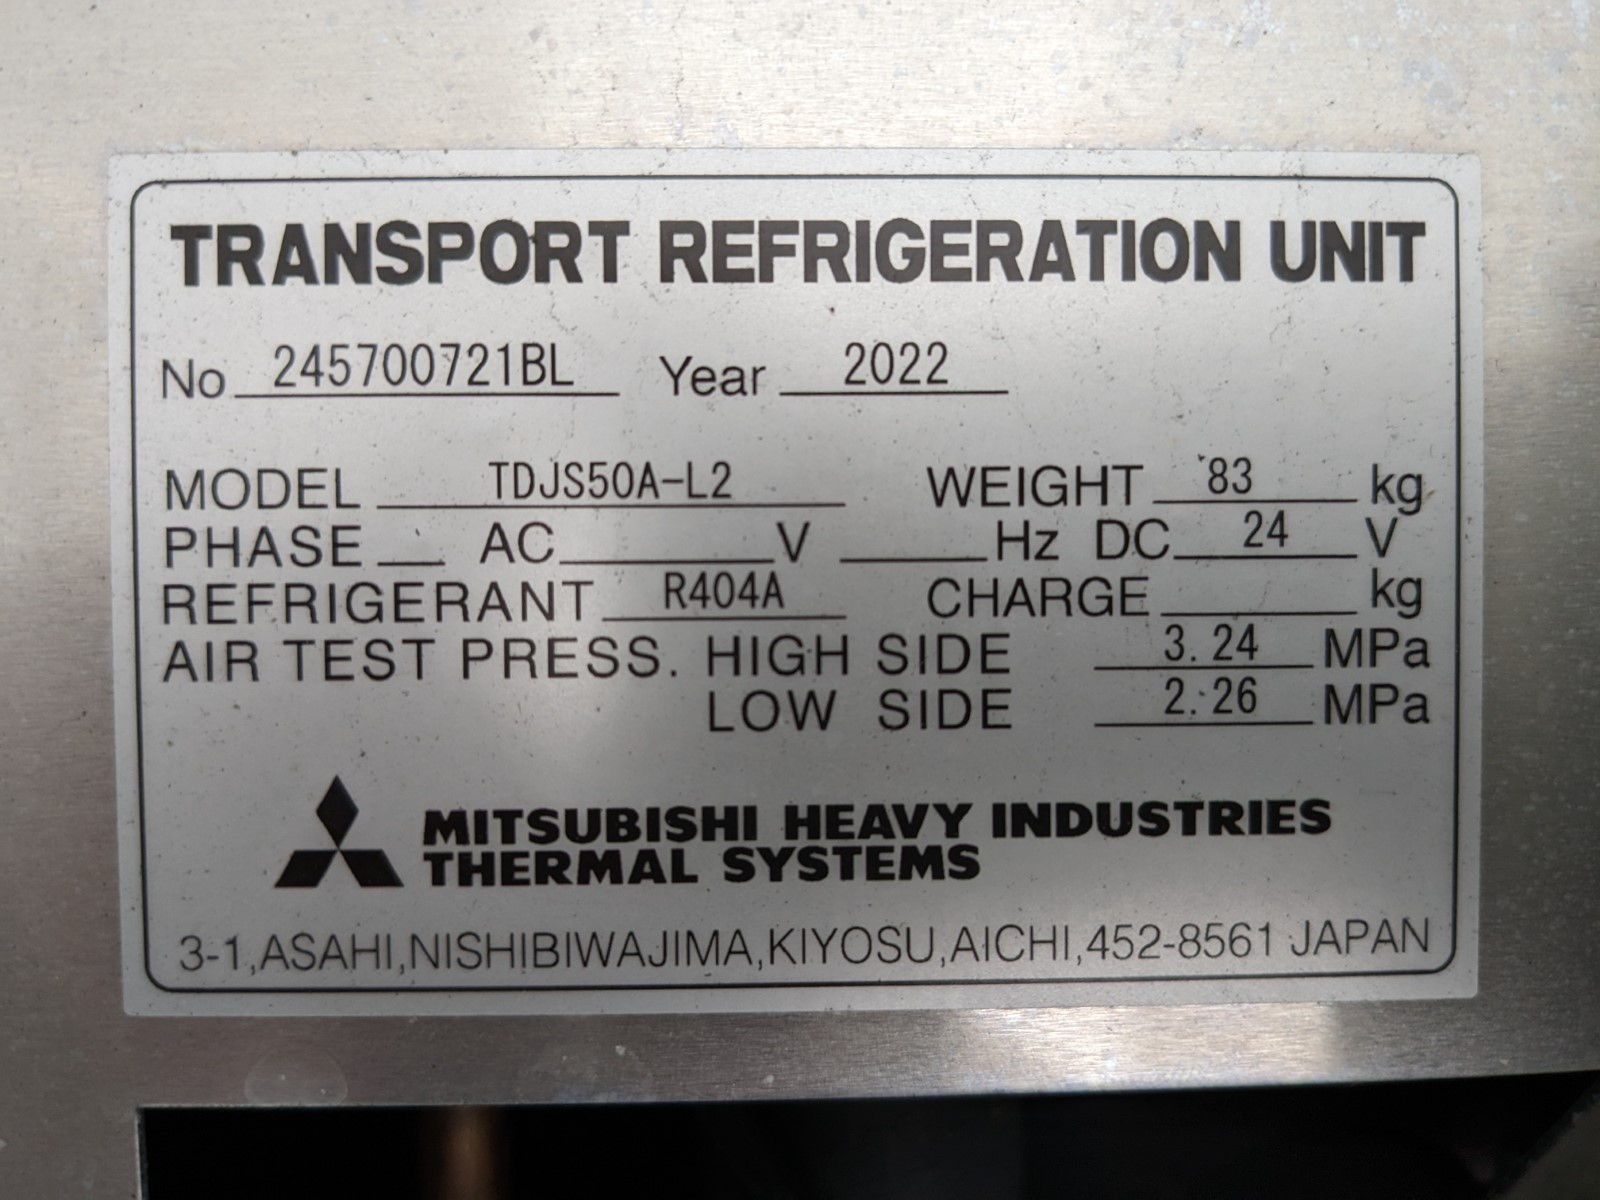 TRANSPORT REFRIGERATION UNIT
No 245700721BL Year 2022
MODEL TDJS50A-L2 WEIGHT 83 kg
PHASE AC V Hz DC 24 V
REFRIGERANT R404A CHARGE kg
AIR TEST PRESS. HIGH SIDE 3.24 MPa
LOW SIDE 2.26 MPa
MITSUBISHI HEAVY INDUSTRIES
THERMAL SYSTEMS
3-1,ASAHI,NISHIBIWAJIMA,KIYOSU,AICHI,452-8561 JAPAN